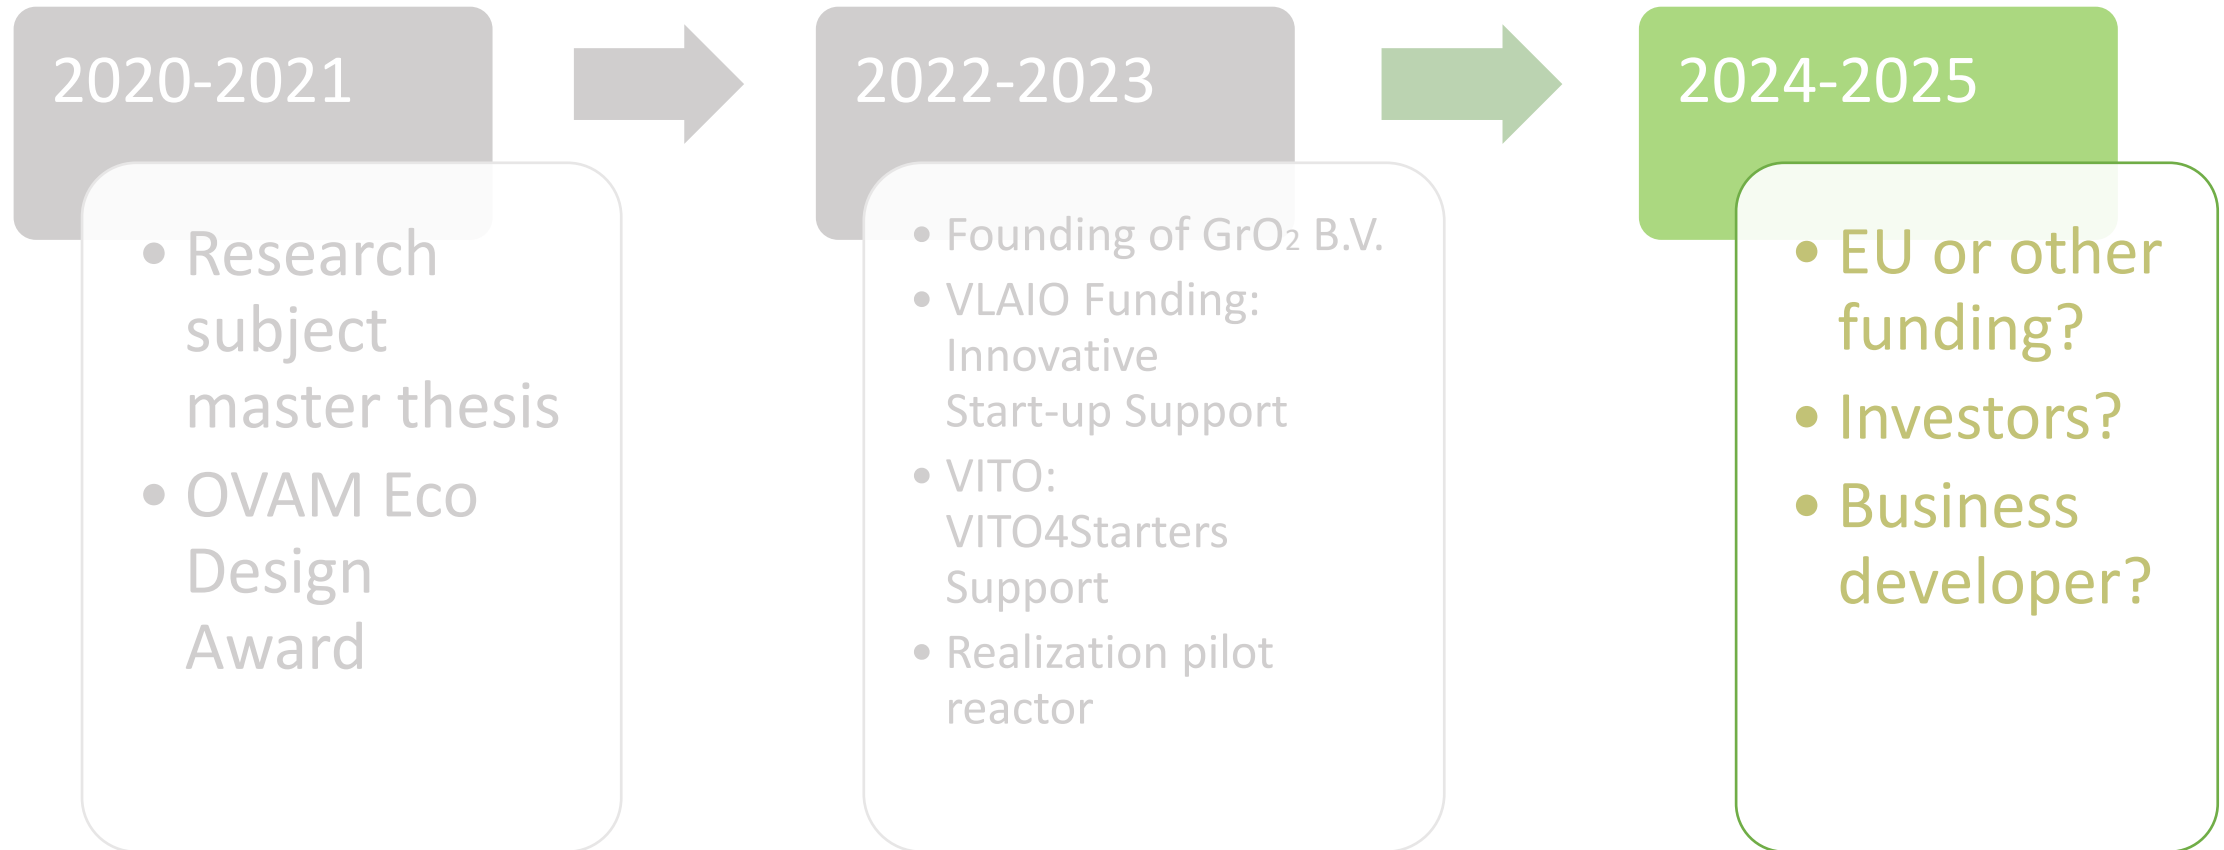 2020-2021
• Research
subject
master thesis
• OVAM Eco
Design
Award
2022-2023
• Founding of GrO₂ B.V.
• VLAIO Funding:
Innovative
Start-up Support
• VITO:
VITO4Starters
Support
• Realization pilot
reactor
2024-2025
• EU or other
funding?
• Investors?
• Business
developer?